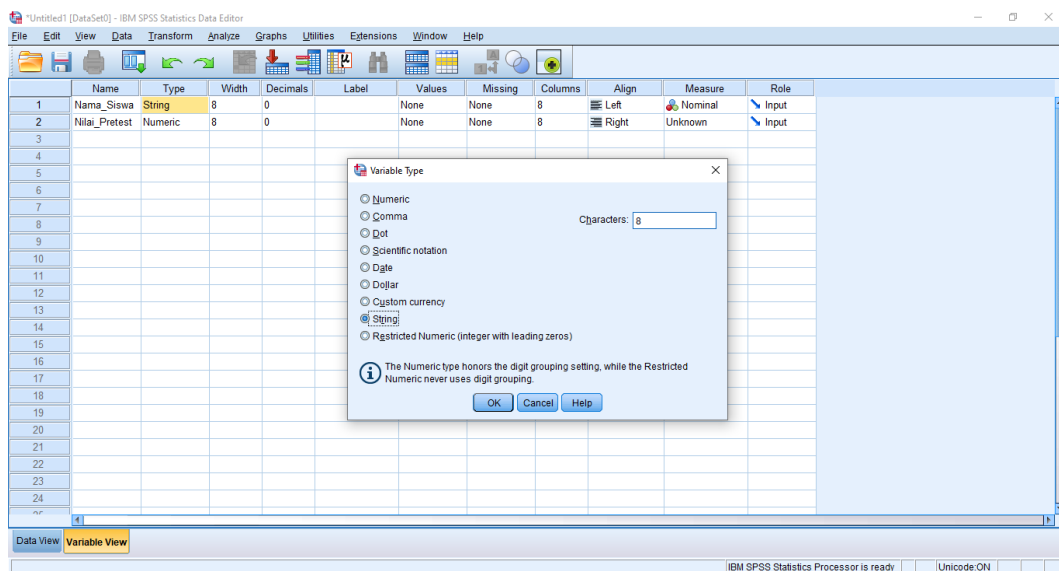 *Untitled1 [DataSet0] - IBM SPSS Statistics Data Editor
File Edit View Data Transform Analyze Graphs Utilities Extensions Window Help
Name Type Width Decimals Label Values Missing Columns Align Measure Role
1 Nama_Siswa String 8 0 None None 8 Left Nominal Input
2 Nilai_Pretest Numeric 8 0 None None 8 Right Unknown Input
3
4
5
6
7
8
9
10
11
12
13
14
15
16
17
18
19
20
21
22
23
24
25
Variable Type
Numeric
Comma
Dot
Scientific notation
Date
Dollar
Custom currency
String
Restricted Numeric (integer with leading zeros)
Characters: 8
The Numeric type honors the digit grouping setting, while the Restricted
Numeric never uses digit grouping.
OK Cancel Help
Data View Variable View
IBM SPSS Statistics Processor is ready Unicode:ON